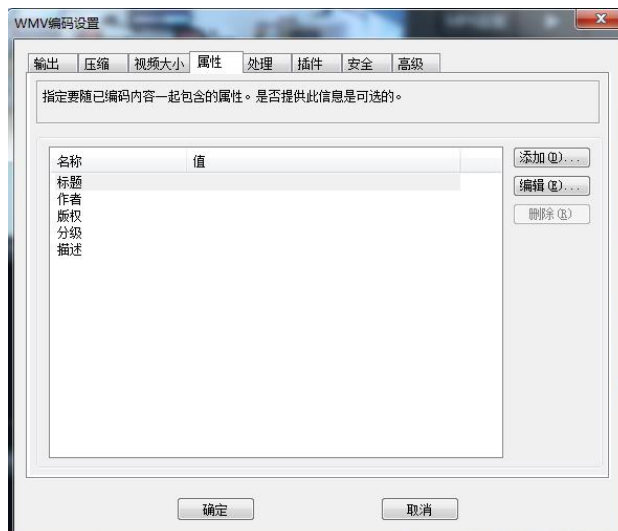 WMV编码设置
输出 压缩 视频大小 属性 处理 插件 安全 高级
指定要随已编码内容一起包含的属性。是否提供此信息是可选的。
名称 值
添加(D)...
标题
编辑(E)...
作者
版权
删除(R)
分级
描述
确定 取消